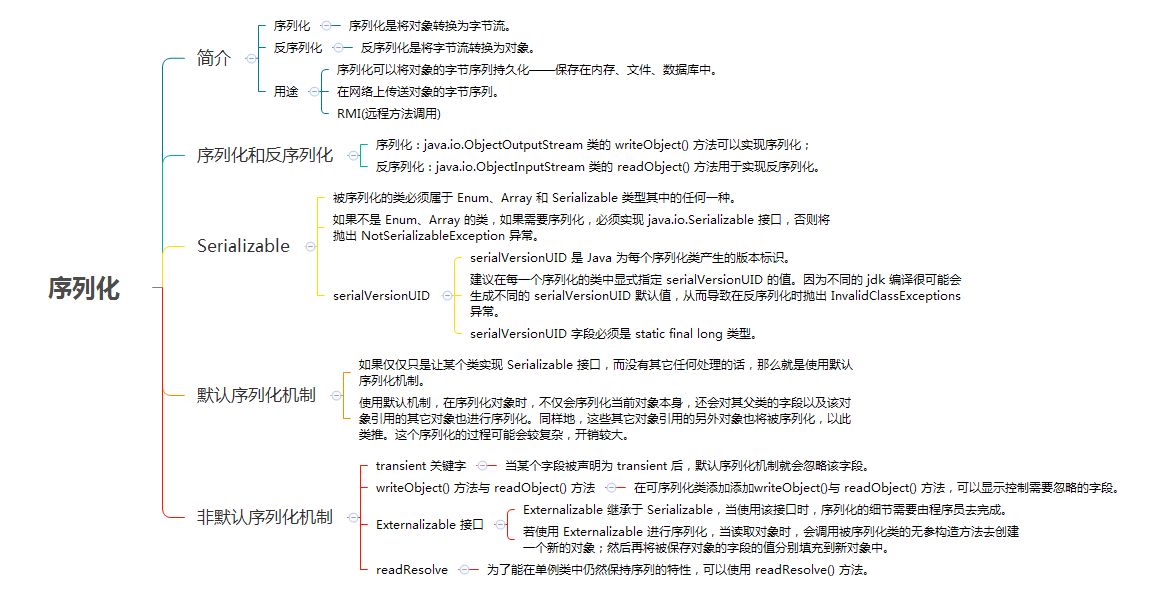 序列化
简介
序列化
序列化是将对象转换为字节流。
反序列化
反序列化是将字节流转换为对象。
用途
序列化可以将对象的字节序列持久化——保存在内存、文件、数据库中。
在网络上传送对象的字节序列。
RMI(远程方法调用)
序列化和反序列化
序列化：java.io.ObjectOutputStream 类的 writeObject() 方法可以实现序列化；
反序列化：java.io.ObjectInputStream 类的 readObject() 方法用于实现反序列化。
Serializable
被序列化的类必须属于 Enum、Array 和 Serializable 类型其中的任何一种。
如果不是 Enum、Array 的类，如果需要序列化，必须实现 java.io.Serializable 接口，否则将
抛出 NotSerializableException 异常。
serialVersionUID
serialVersionUID 是 Java 为每个序列化类产生的版本标识。
建议在每一个序列化的类中显式指定 serialVersionUID 的值。因为不同的 jdk 编译很可能会
生成不同的 serialVersionUID 默认值，从而导致在反序列化时抛出 InvalidClassExceptions
异常。
serialVersionUID 字段必须是 static final long 类型。
默认序列化机制
如果仅仅只是让某个类实现 Serializable 接口，而没有其它任何处理的话，那么就是使用默认
序列化机制。
使用默认机制，在序列化对象时，不仅会序列化当前对象本身，还会对其父类的字段以及该对
象引用的其它对象也进行序列化。同样地，这些其它对象引用的另外对象也将被序列化，以此
类推。这个序列化的过程可能会较复杂，开销较大。
非默认序列化机制
transient 关键字
当某个字段被声明为 transient 后，默认序列化机制就会忽略该字段。
writeObject() 方法与 readObject() 方法
在可序列化类添加添加writeObject()与 readObject() 方法，可以显示控制需要忽略的字段。
Externalizable 接口
Externalizable 继承于 Serializable，当使用该接口时，序列化的细节需要由程序员去完成。
若使用 Externalizable 进行序列化，当读取对象时，会调用被序列化类的无参构造方法去创建
一个新的对象；然后再将被保存对象的字段的值分别填充到新对象中。
readResolve
为了能在单例类中仍然保持序列的特性，可以使用 readResolve() 方法。